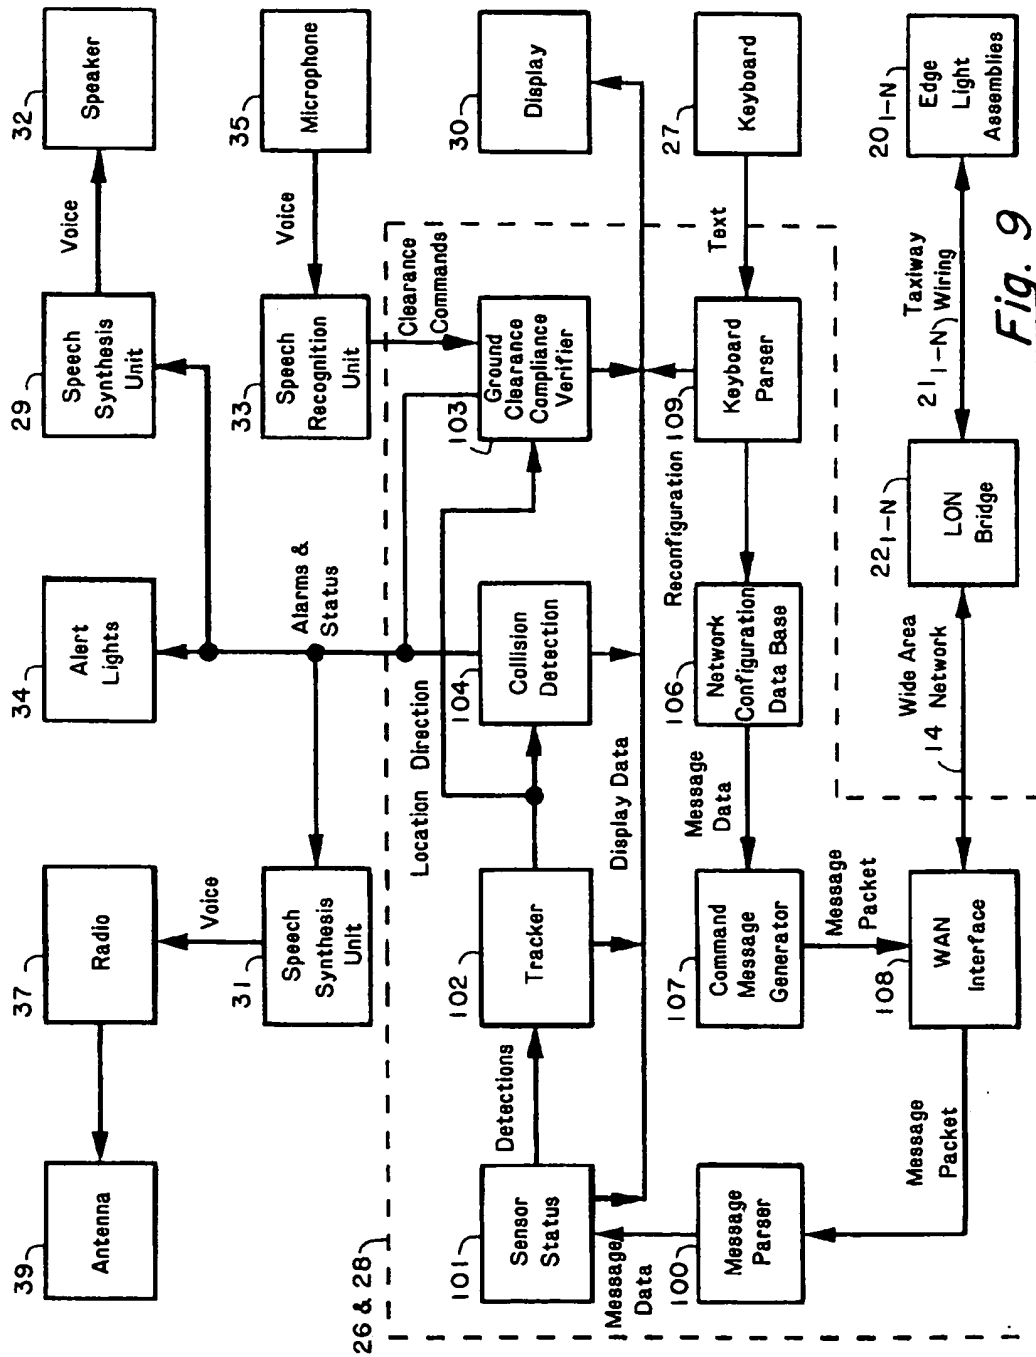 39
Antenna
37
Radio
34
Alert
Lights
29
Speech
Synthesis
Unit
Voice
32
Speaker
Voice
31
Speech
Synthesis
Unit
Alarms &
Status
33
Speech
Recognition
Unit
Voice
35
Microphone
26 & 28
Location
Direction
Clearance
Commands
101
Sensor
Status
Detections
102
Tracker
104
Collision
Detection
103
Ground
Clearance
Compliance
Verifier
30
Display
Display Data
Message
Data
100
Message
Parser
107
Command
Message
Generator
Message
Data
106
Network
Configuration
Data Base
Reconfiguration
109
Keyboard
Parser
Text
27
Keyboard
Message
Packet
Message
Packet
108
WAN
Interface
14
Wide Area
Network
22 1-N
LON
Bridge
21 1-N
Taxiway
Wiring
20 1-N
Edge
Light
Assemblies
Fig. 9